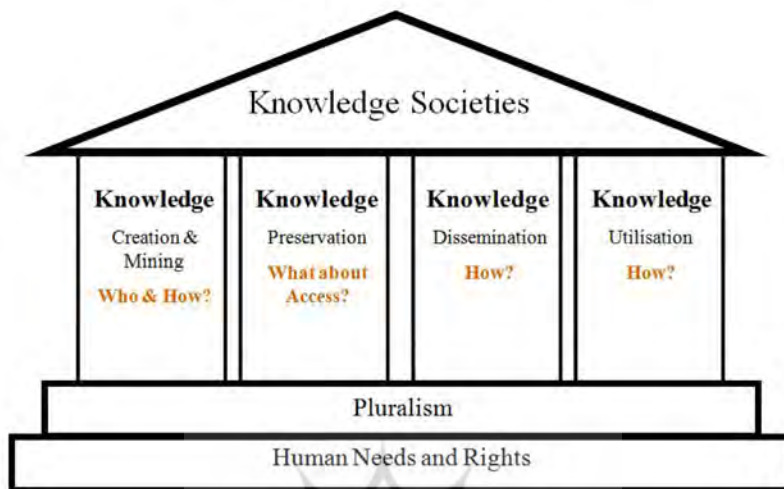 Knowledge Societies
Knowledge
Creation &
Mining
Who & How?
Knowledge
Preservation
What about
Access?
Knowledge
Dissemination
How?
Knowledge
Utilisation
How?
Pluralism
Human Needs and Rights